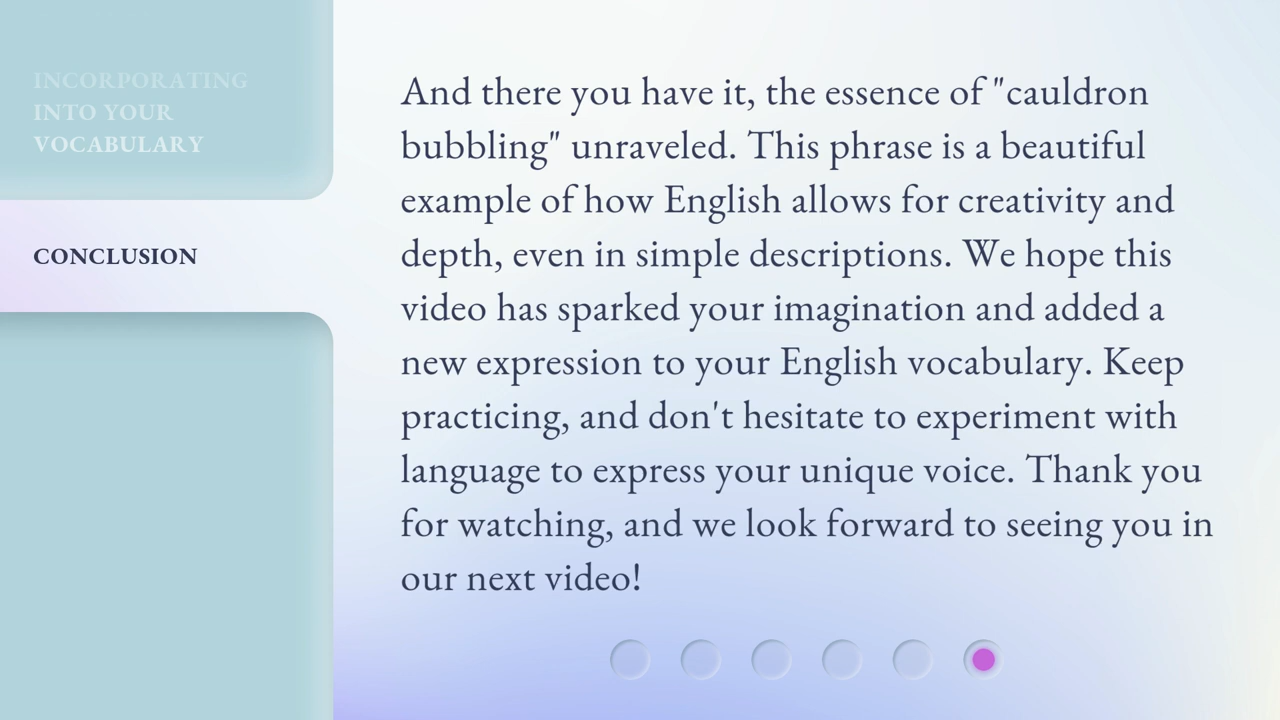 INCORPORATING
INTO YOUR
VOCABULARY
CONCLUSION
And there you have it, the essence of "cauldron
bubbling" unraveled. This phrase is a beautiful
example of how English allows for creativity and
depth, even in simple descriptions. We hope this
video has sparked your imagination and added a
new expression to your English vocabulary. Keep
practicing, and don't hesitate to experiment with
language to express your unique voice. Thank you
for watching, and we look forward to seeing you in
our next video!